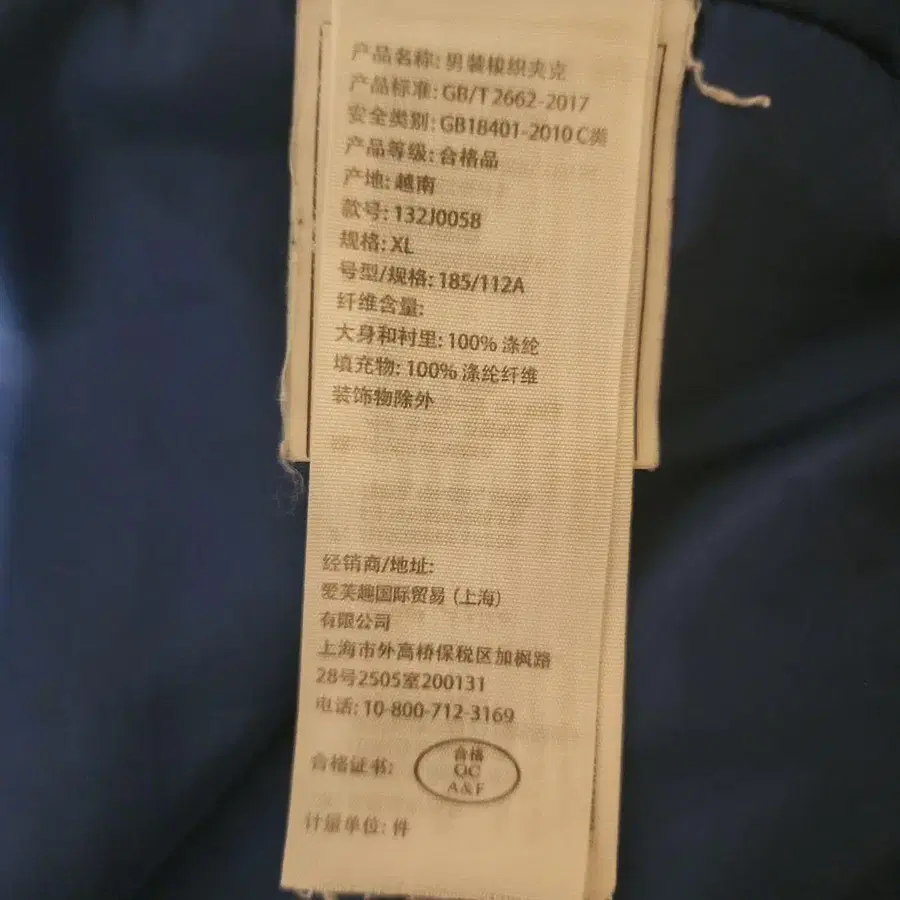 产品名称: 男装梭织夹克
产品标准: GB/T 2662-2017
安全类别: GB18401-2010 C类
产品等级: 合格品
产地: 越南
款号: 132J0058
规格: XL
号型/规格: 185/112A
纤维含量:
大身和衬里: 100% 涤纶
填充物: 100% 涤纶纤维
装饰物除外
经销商/地址:
爱芙趣国际贸易 (上海)
有限公司
上海市外高桥保税区加枫路
28号2505室200131
电话: 10-800-712-3169
合格证书:
合格
QC
A&F
计量单位: 件